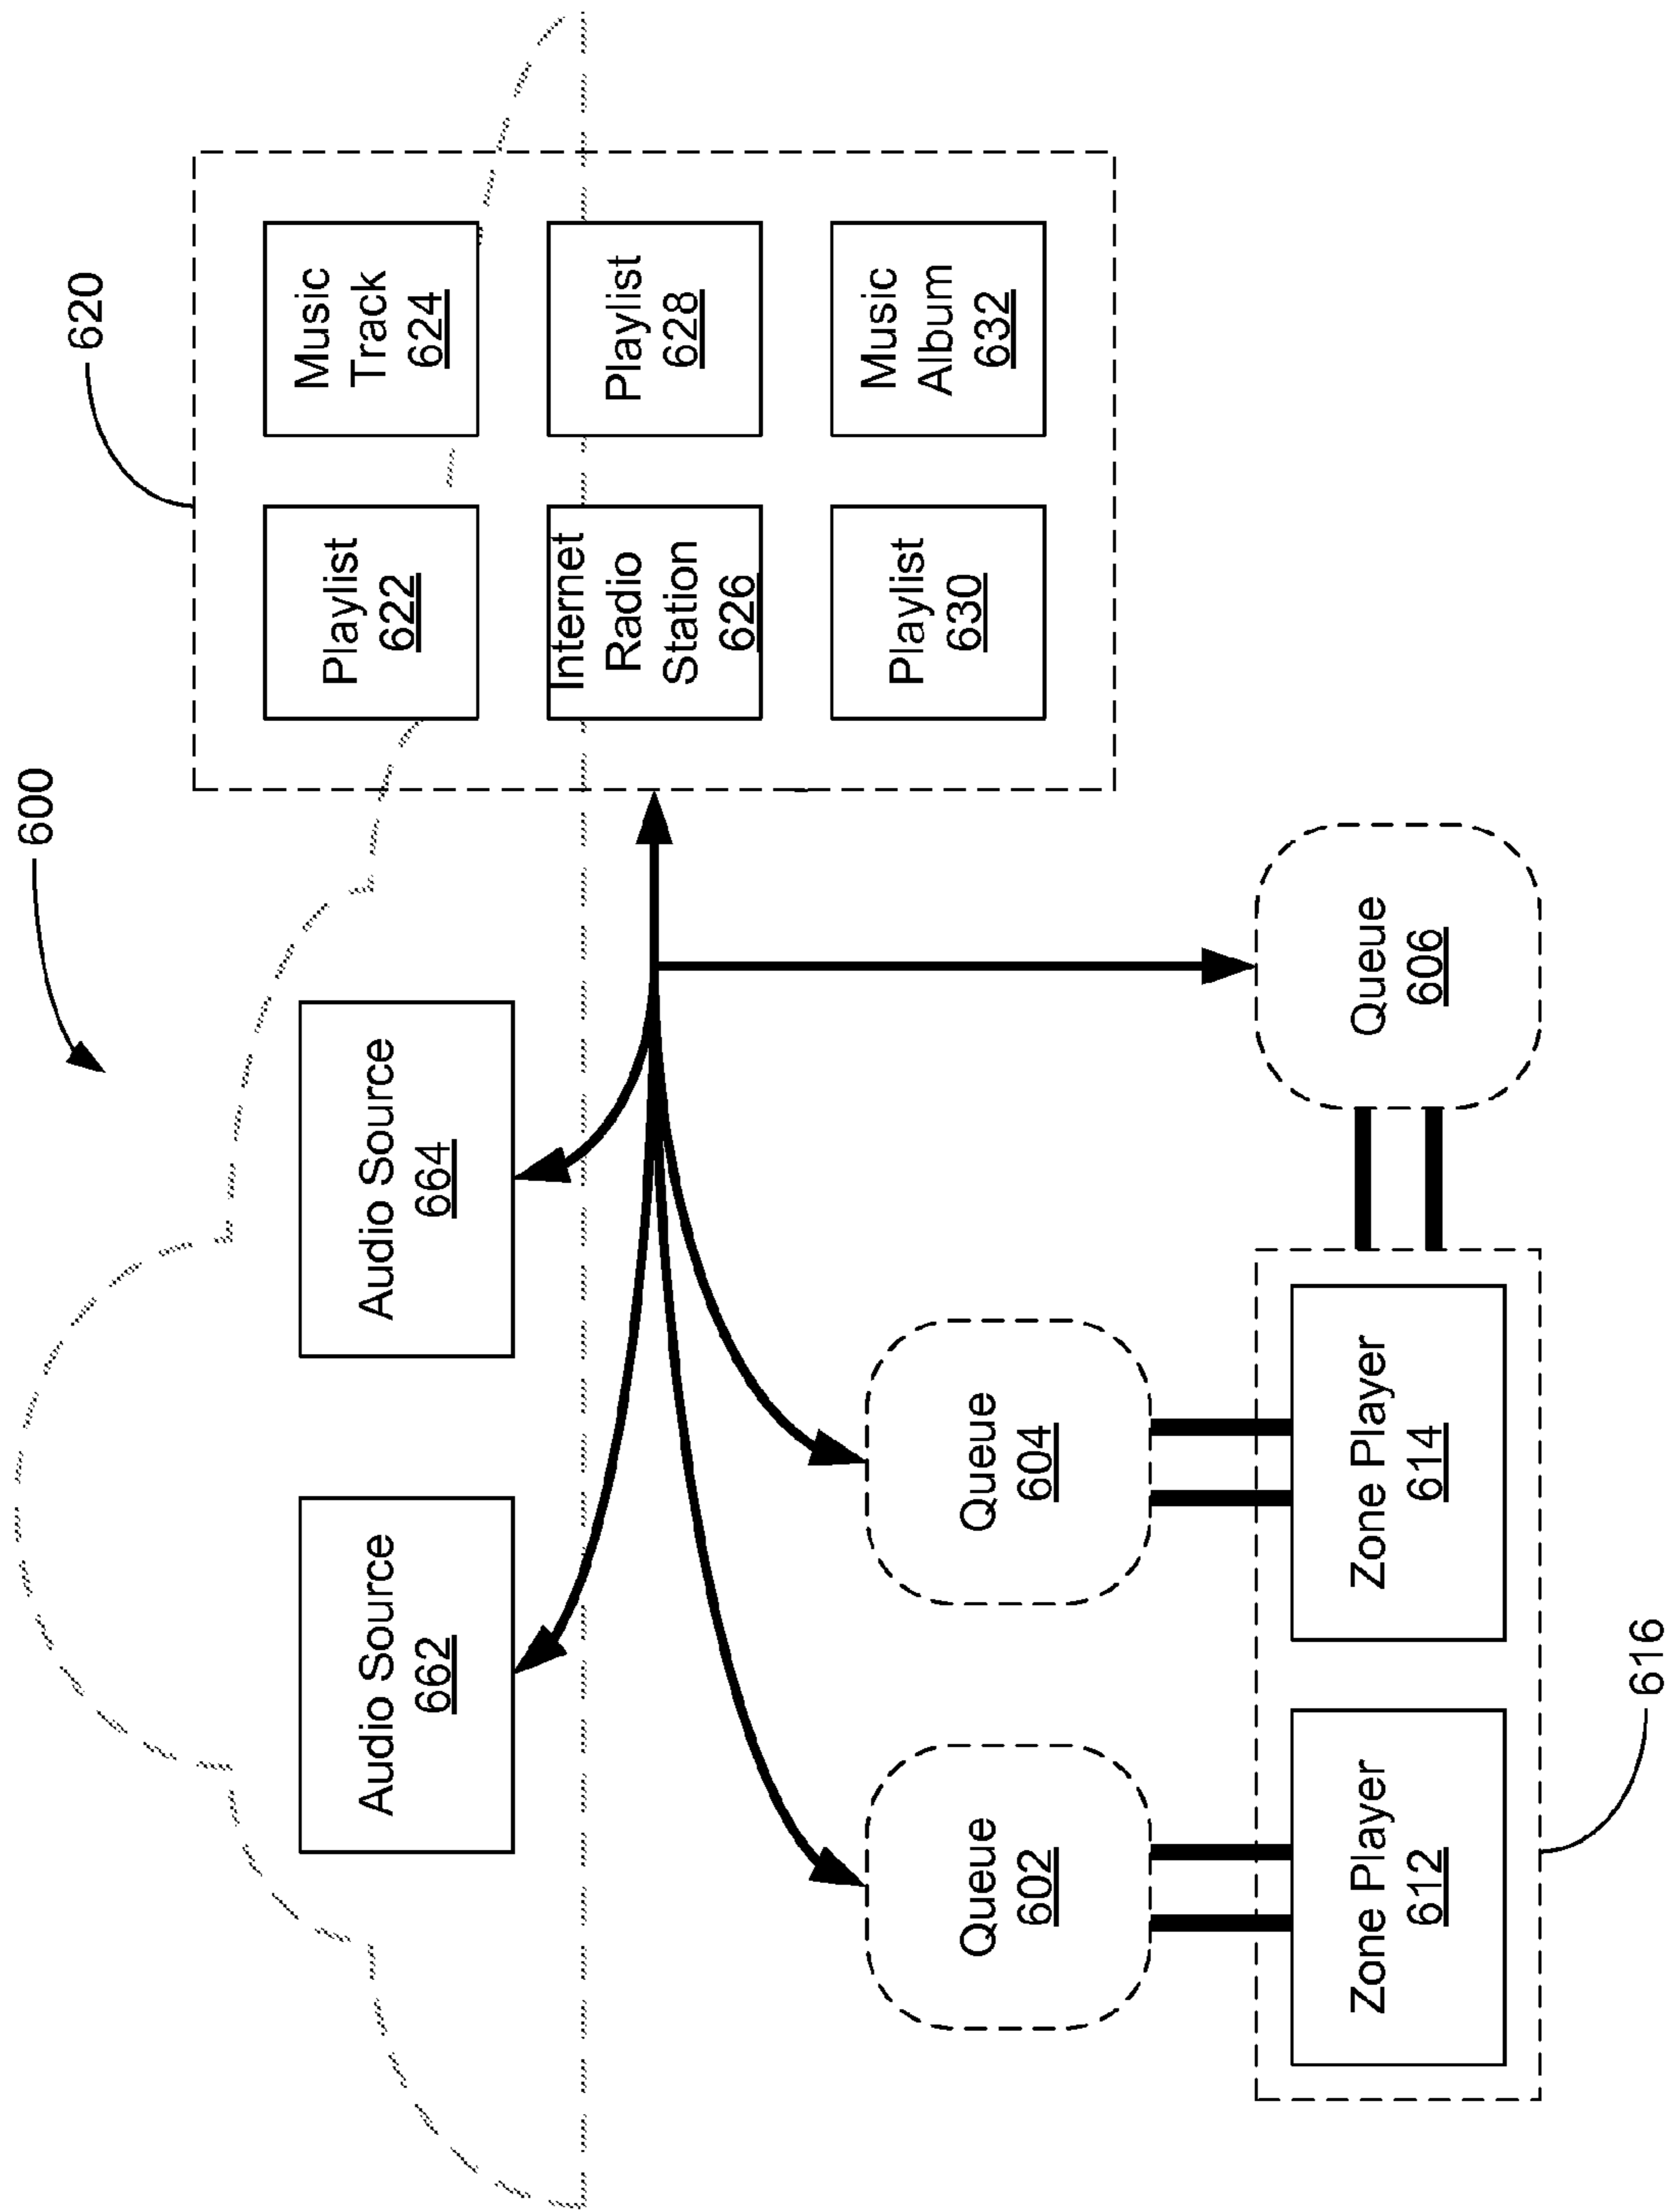 600
620
Audio Source
662
Audio Source
664
Playlist
622
Music
Track
624
Internet
Radio
Station
626
Playlist
628
Playlist
630
Music
Album
632
Queue
602
Queue
604
Queue
606
Zone Player
612
Zone Player
614
616